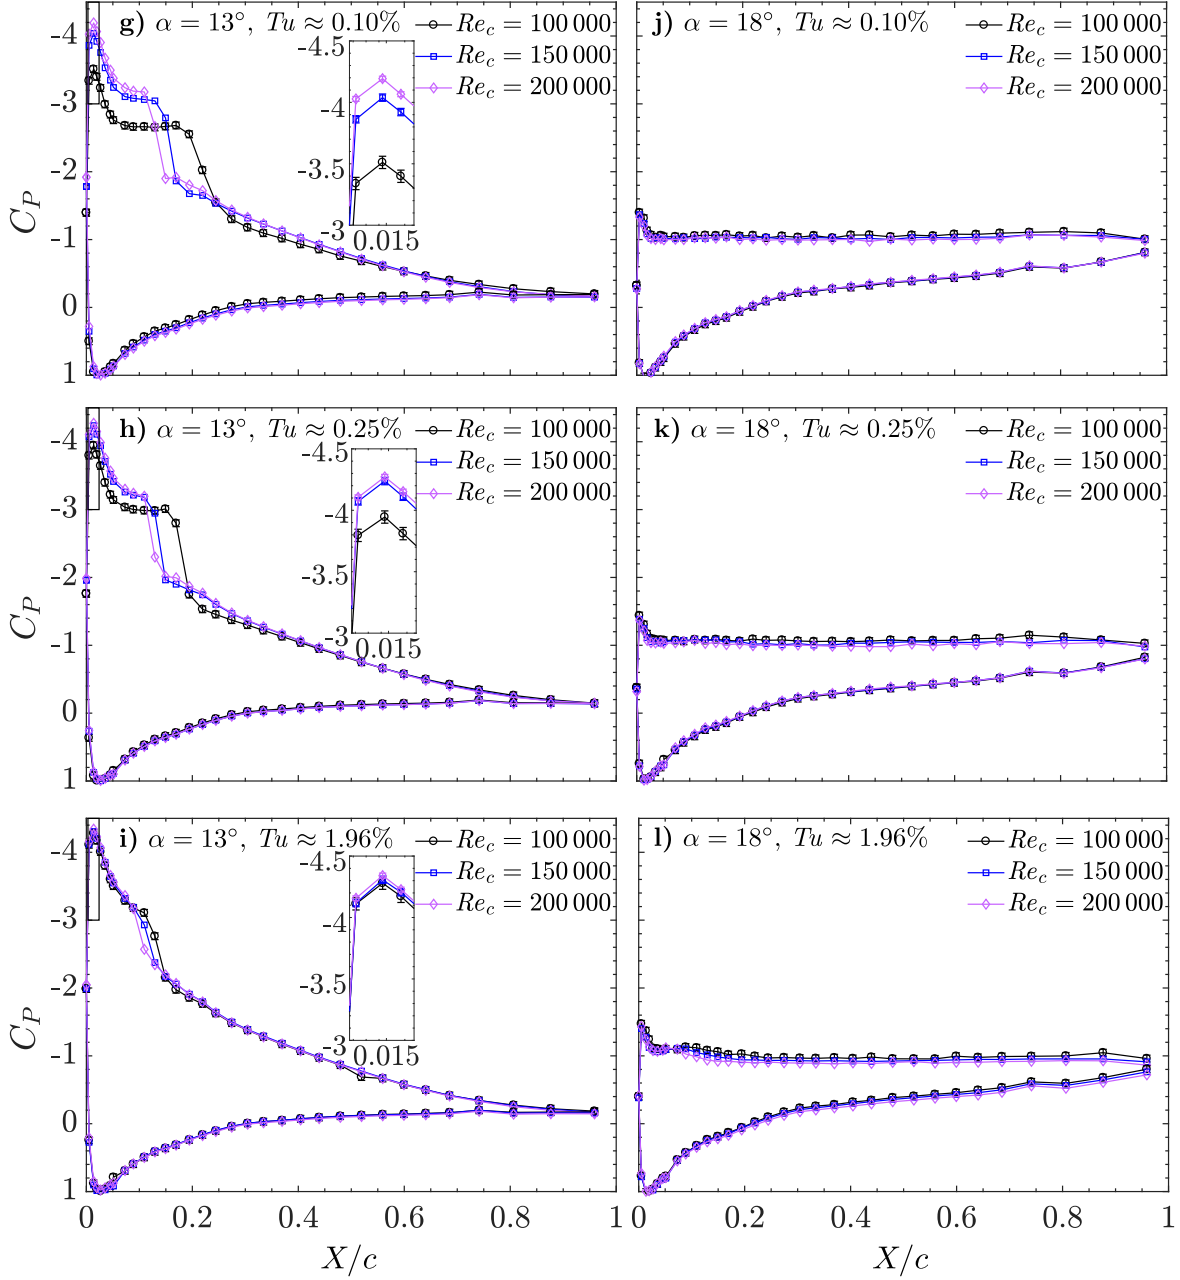 g) α = 13°, Tu ≈ 0.10%
Re_c = 100 000
Re_c = 150 000
Re_c = 200 000
-4.5
-4
-3.5
-3
0.015
-4
-3
-2
-1
0
1
C_P
j) α = 18°, Tu ≈ 0.10%
Re_c = 100 000
Re_c = 150 000
Re_c = 200 000
h) α = 13°, Tu ≈ 0.25%
Re_c = 100 000
Re_c = 150 000
Re_c = 200 000
-4.5
-4
-3.5
-3
0.015
-4
-3
-2
-1
0
1
C_P
k) α = 18°, Tu ≈ 0.25%
Re_c = 100 000
Re_c = 150 000
Re_c = 200 000
i) α = 13°, Tu ≈ 1.96%
Re_c = 100 000
Re_c = 150 000
Re_c = 200 000
-4.5
-4
-3.5
-3
0.015
-4
-3
-2
-1
0
1
C_P
0 0.2 0.4 0.6 0.8 1
X/c
l) α = 18°, Tu ≈ 1.96%
Re_c = 100 000
Re_c = 150 000
Re_c = 200 000
0 0.2 0.4 0.6 0.8 1
X/c